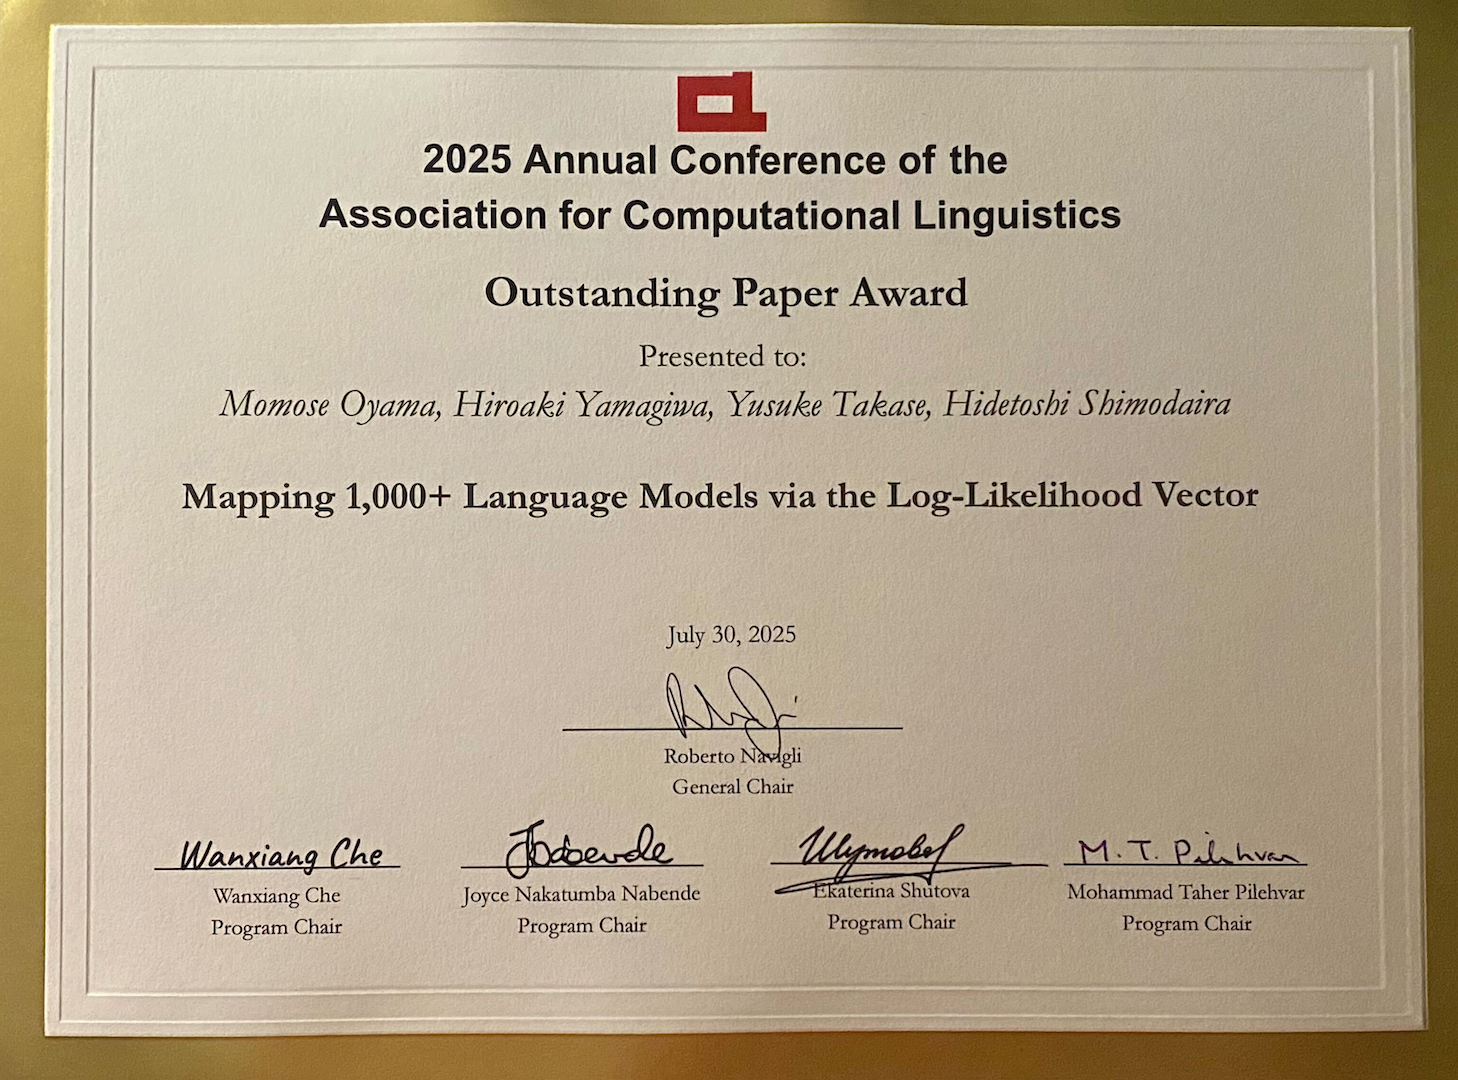 2025 Annual Conference of the
Association for Computational Linguistics
Outstanding Paper Award
Presented to:
Momose Oyama, Hiroaki Yamagiwa, Yusuke Takase, Hidetoshi Shimodaira
Mapping 1,000+ Language Models via the Log-Likelihood Vector
July 30, 2025
Roberto Navigli
General Chair
Wanxiang Che
Wanxiang Che
Program Chair
Joyce Nakatumba Nabende
Program Chair
Ekaterina Shutova
Program Chair
M. T. Pilehvar
Mohammad Taher Pilehvar
Program Chair